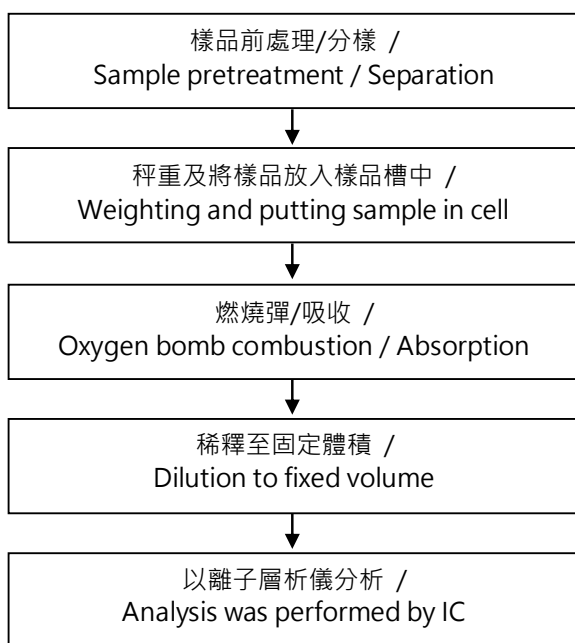 樣品前處理/分樣 /
Sample pretreatment / Separation
秤重及將樣品放入樣品槽中 /
Weighting and putting sample in cell
燃燒彈/吸收 /
Oxygen bomb combustion / Absorption
稀釋至固定體積 /
Dilution to fixed volume
以離子層析儀分析 /
Analysis was performed by IC